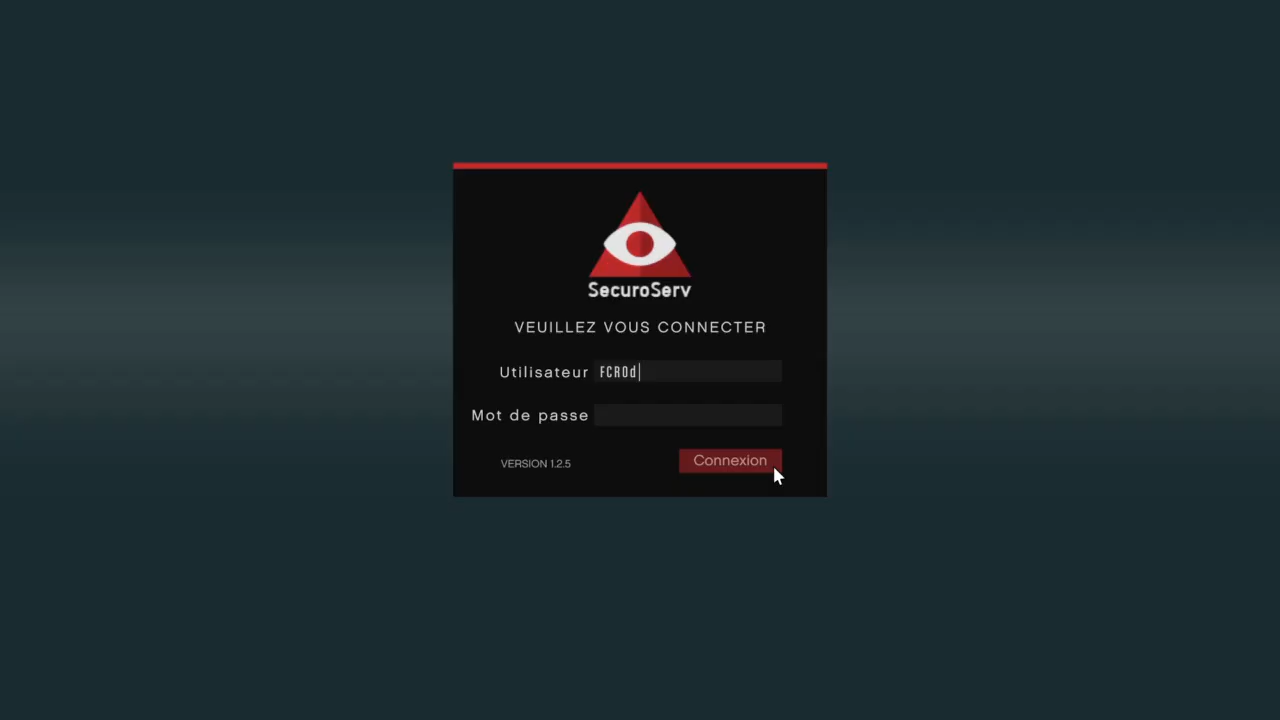 SecuroServ
VEUILLEZ VOUS CONNECTER
Utilisateur FCR0d
Mot de passe
VERSION 1.2.5
Connexion